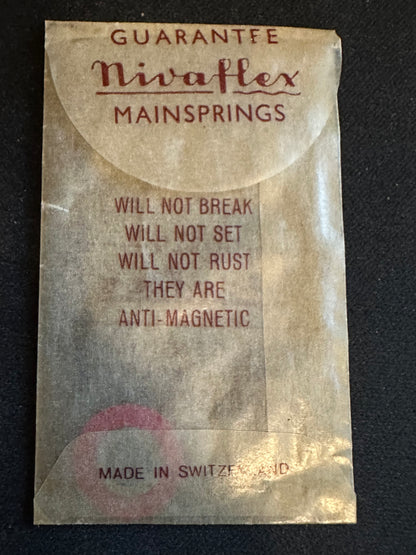 GUARANTEE
Nivaflex
MAINSPRINGS
WILL NOT BREAK
WILL NOT SET
WILL NOT RUST
THEY ARE
ANTI-MAGNETIC
MADE IN SWITZERLAND